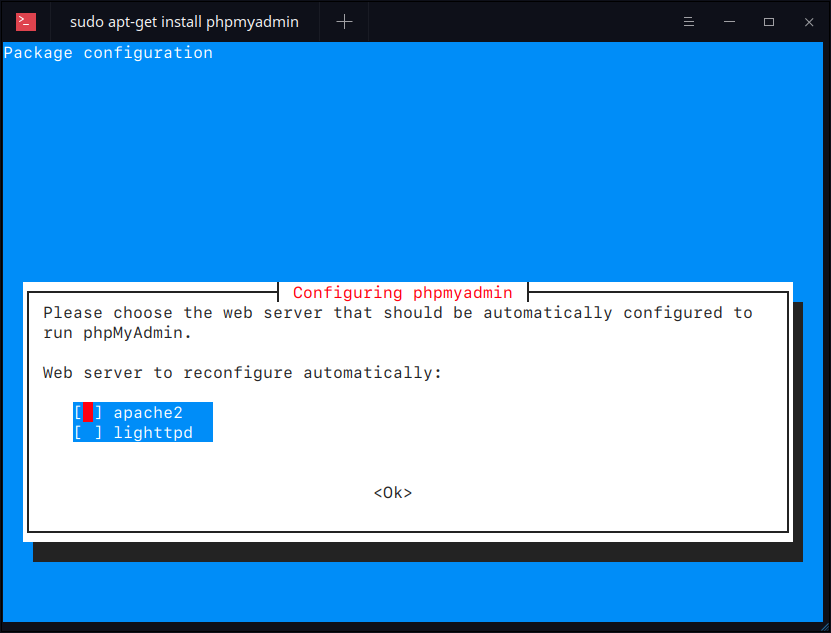 sudo apt-get install phpmyadmin
Package configuration
Configuring phpmyadmin
Please choose the web server that should be automatically configured to
run phpMyAdmin.
Web server to reconfigure automatically:
[ ] apache2
[ ] lighttpd
<Ok>